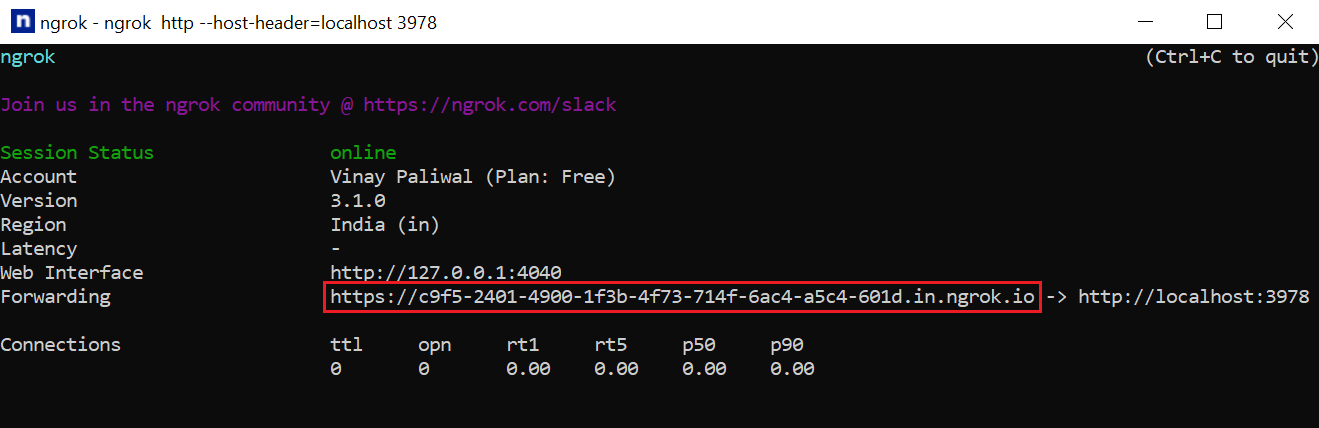 n ngrok - ngrok http --host-header=localhost 3978
ngrok (Ctrl+C to quit)
Join us in the ngrok community @ https://ngrok.com/slack
Session Status online
Account Vinay Paliwal (Plan: Free)
Version 3.1.0
Region India (in)
Latency -
Web Interface http://127.0.0.1:4040
Forwarding https://c9f5-2401-4900-1f3b-4f73-714f-6ac4-a5c4-601d.in.ngrok.io -> http://localhost:3978
Connections ttl opn rt1 rt5 p50 p90
0 0 0.00 0.00 0.00 0.00